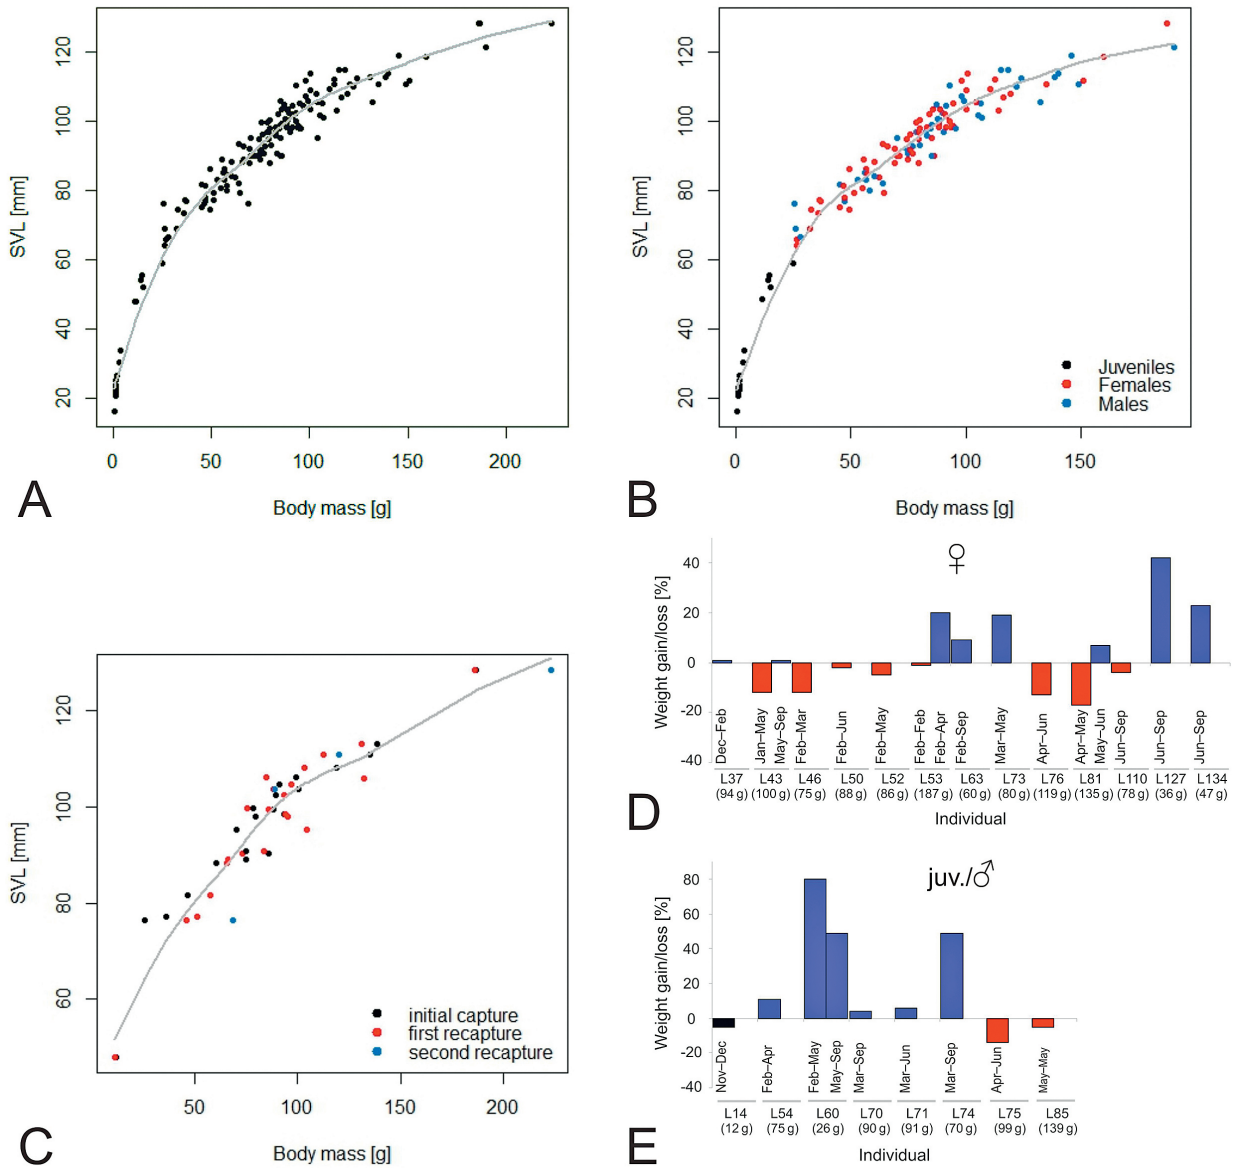 120
100
80
60
40
20
SVL [mm]
0 50 100 150 200
Body mass [g]
A
120
100
80
60
40
20
SVL [mm]
Juveniles
Females
Males
0 50 100 150
Body mass [g]
B
120
100
80
60
SVL [mm]
initial capture
first recapture
second recapture
50 100 150 200
Body mass [g]
C
♀
40
20
0
-20
-40
Weight gain/loss [%]
Dec–Feb Jan–May May–Sep Feb–Mar Feb–Jun Feb–May Feb–Feb Feb–Apr Feb-Sep Mar–May Apr–Jun Apr–May May–Jun Jun–Sep Jun–Sep Jun–Sep
L37 L43 L46 L50 L52 L53 L63 L73 L76 L81 L110 L127 L134
(94 g) (100 g) (75 g) (88 g) (86 g) (187 g) (60 g) (80 g) (119 g) (135 g) (78 g) (36 g) (47 g)
Individual
D
juv./♂
80
60
40
20
0
-20
-40
Weight gain/loss [%]
Nov–Dec Feb–Apr Feb–May May–Sep Mar–Sep Mar–Jun Mar–Sep Apr–Jun May–May
L14 L54 L60 L70 L71 L74 L75 L85
(12 g) (75 g) (26 g) (90 g) (91 g) (70 g) (99 g) (139 g)
Individual
E